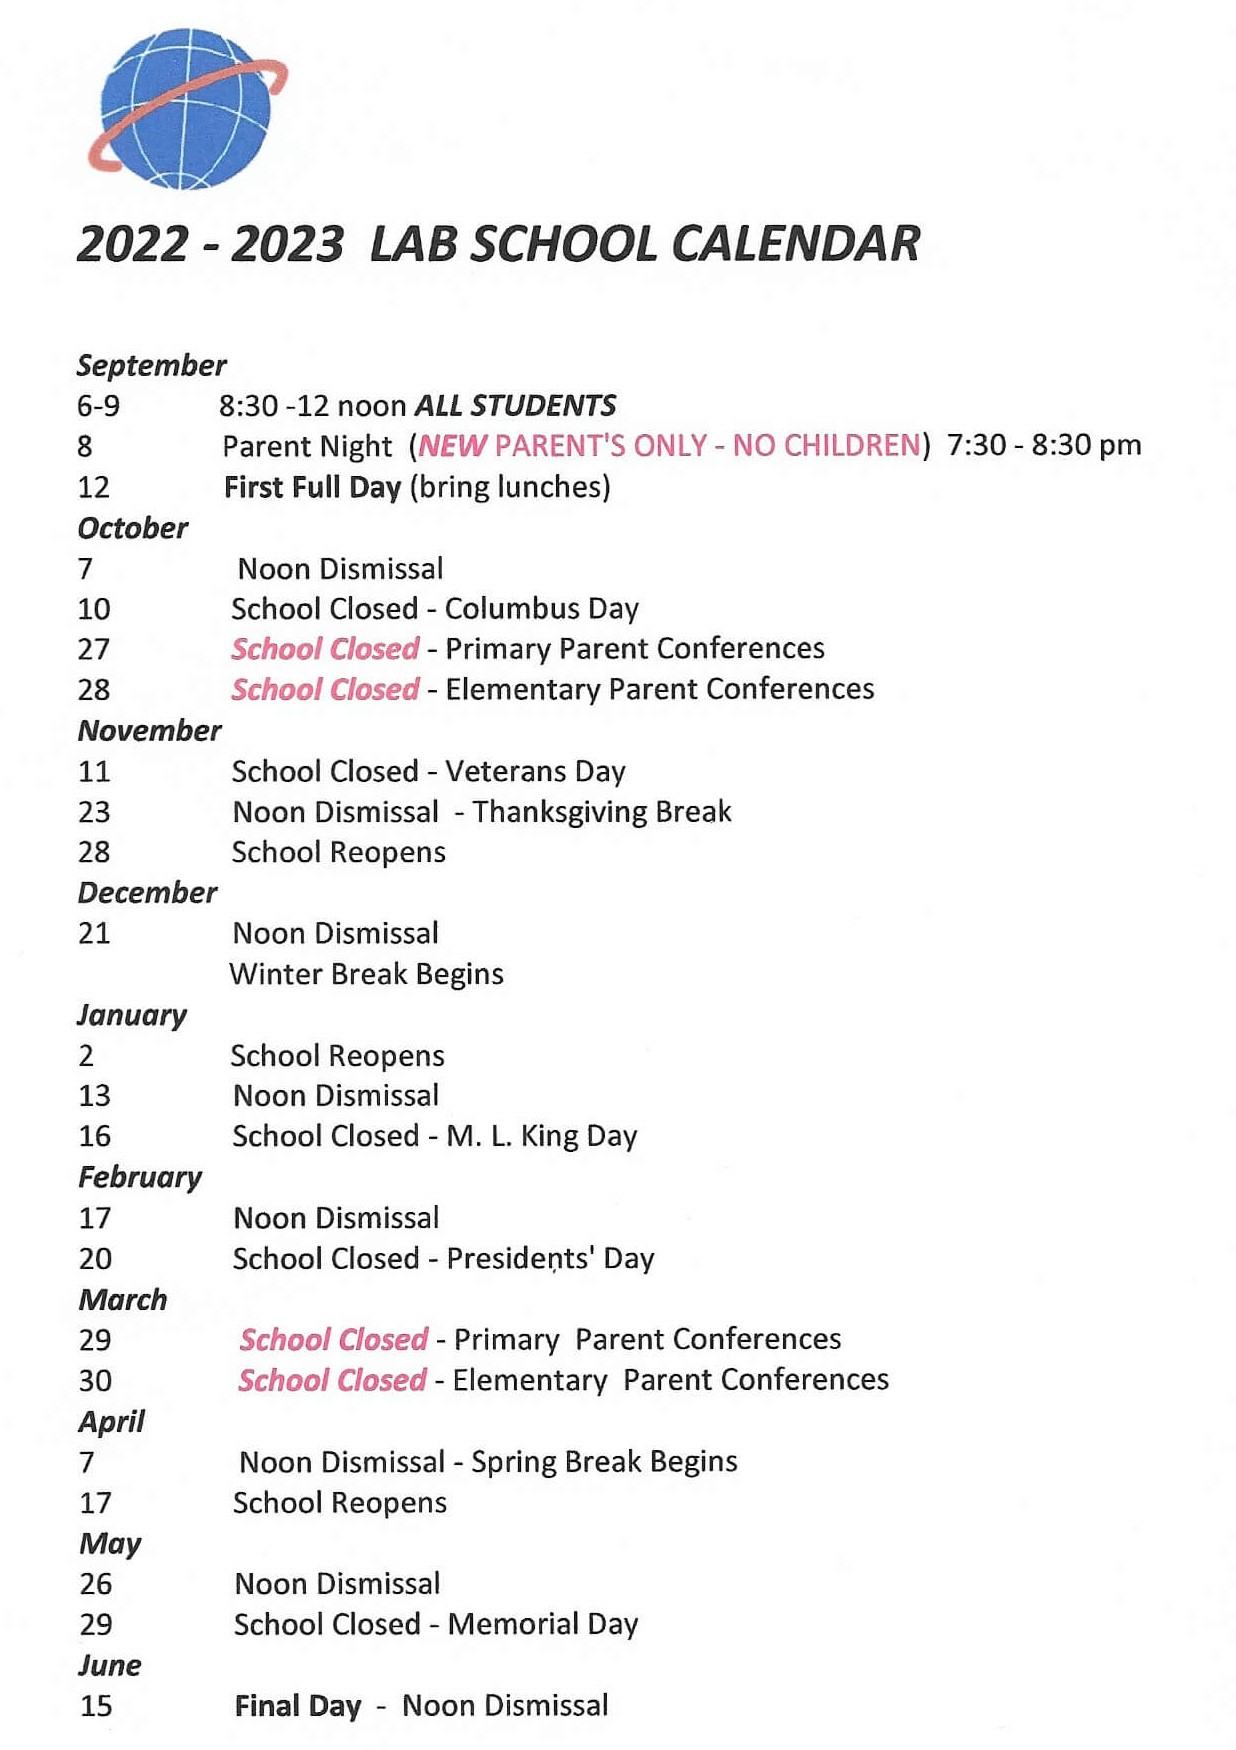 2022 - 2023 LAB SCHOOL CALENDAR
September
6-9 8:30 -12 noon ALL STUDENTS
8 Parent Night (NEW PARENT'S ONLY - NO CHILDREN) 7:30 - 8:30 pm
12 First Full Day (bring lunches)
October
7 Noon Dismissal
10 School Closed - Columbus Day
27 School Closed - Primary Parent Conferences
28 School Closed - Elementary Parent Conferences
November
11 School Closed - Veterans Day
23 Noon Dismissal - Thanksgiving Break
28 School Reopens
December
21 Noon Dismissal
Winter Break Begins
January
2 School Reopens
13 Noon Dismissal
16 School Closed - M. L. King Day
February
17 Noon Dismissal
20 School Closed - Presidents' Day
March
29 School Closed - Primary Parent Conferences
30 School Closed - Elementary Parent Conferences
April
7 Noon Dismissal - Spring Break Begins
17 School Reopens
May
26 Noon Dismissal
29 School Closed - Memorial Day
June
15 Final Day - Noon Dismissal